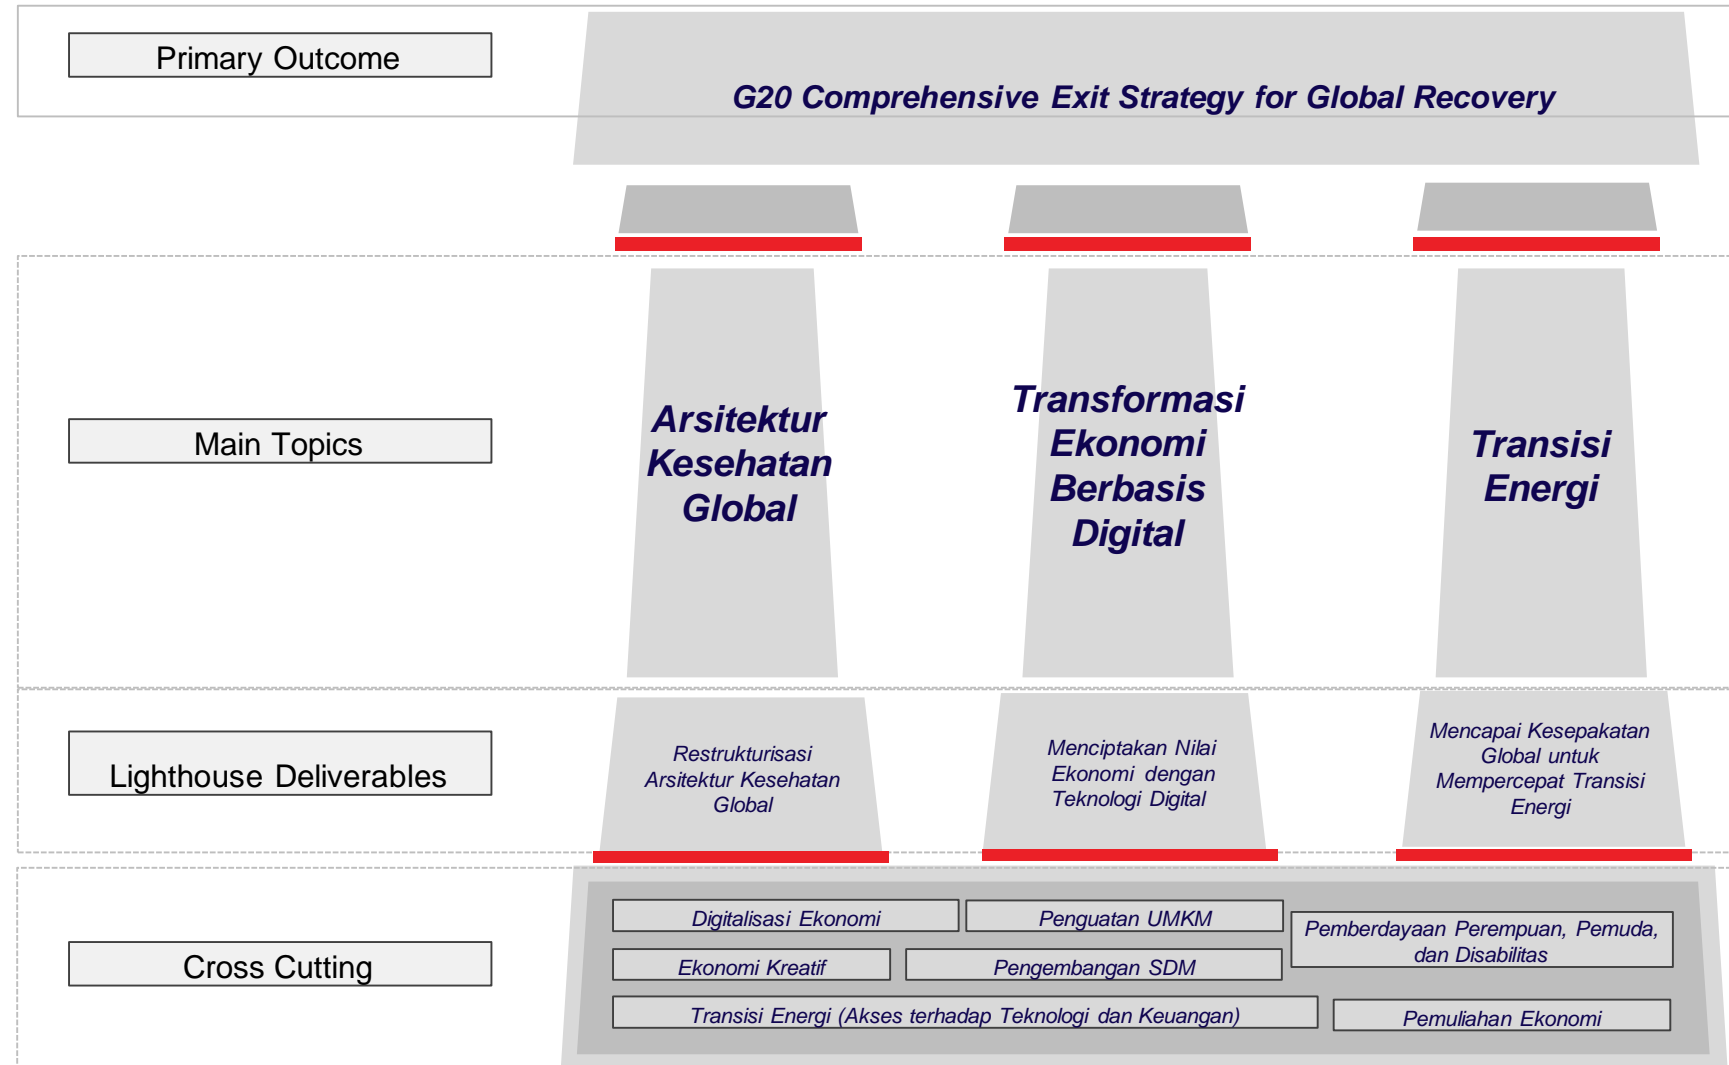 Primary Outcome
G20 Comprehensive Exit Strategy for Global Recovery
Main Topics
Arsitektur
Kesehatan
Global
Transformasi
Ekonomi
Berbasis
Digital
Transisi
Energi
Lighthouse Deliverables
Restrukturisasi
Arsitektur Kesehatan
Global
Menciptakan Nilai
Ekonomi dengan
Teknologi Digital
Mencapai Kesepakatan
Global untuk
Mempercepat Transisi
Energi
Cross Cutting
Digitalisasi Ekonomi
Penguatan UMKM
Pemberdayaan Perempuan, Pemuda,
dan Disabilitas
Ekonomi Kreatif
Pengembangan SDM
Transisi Energi (Akses terhadap Teknologi dan Keuangan)
Pemuliahan Ekonomi